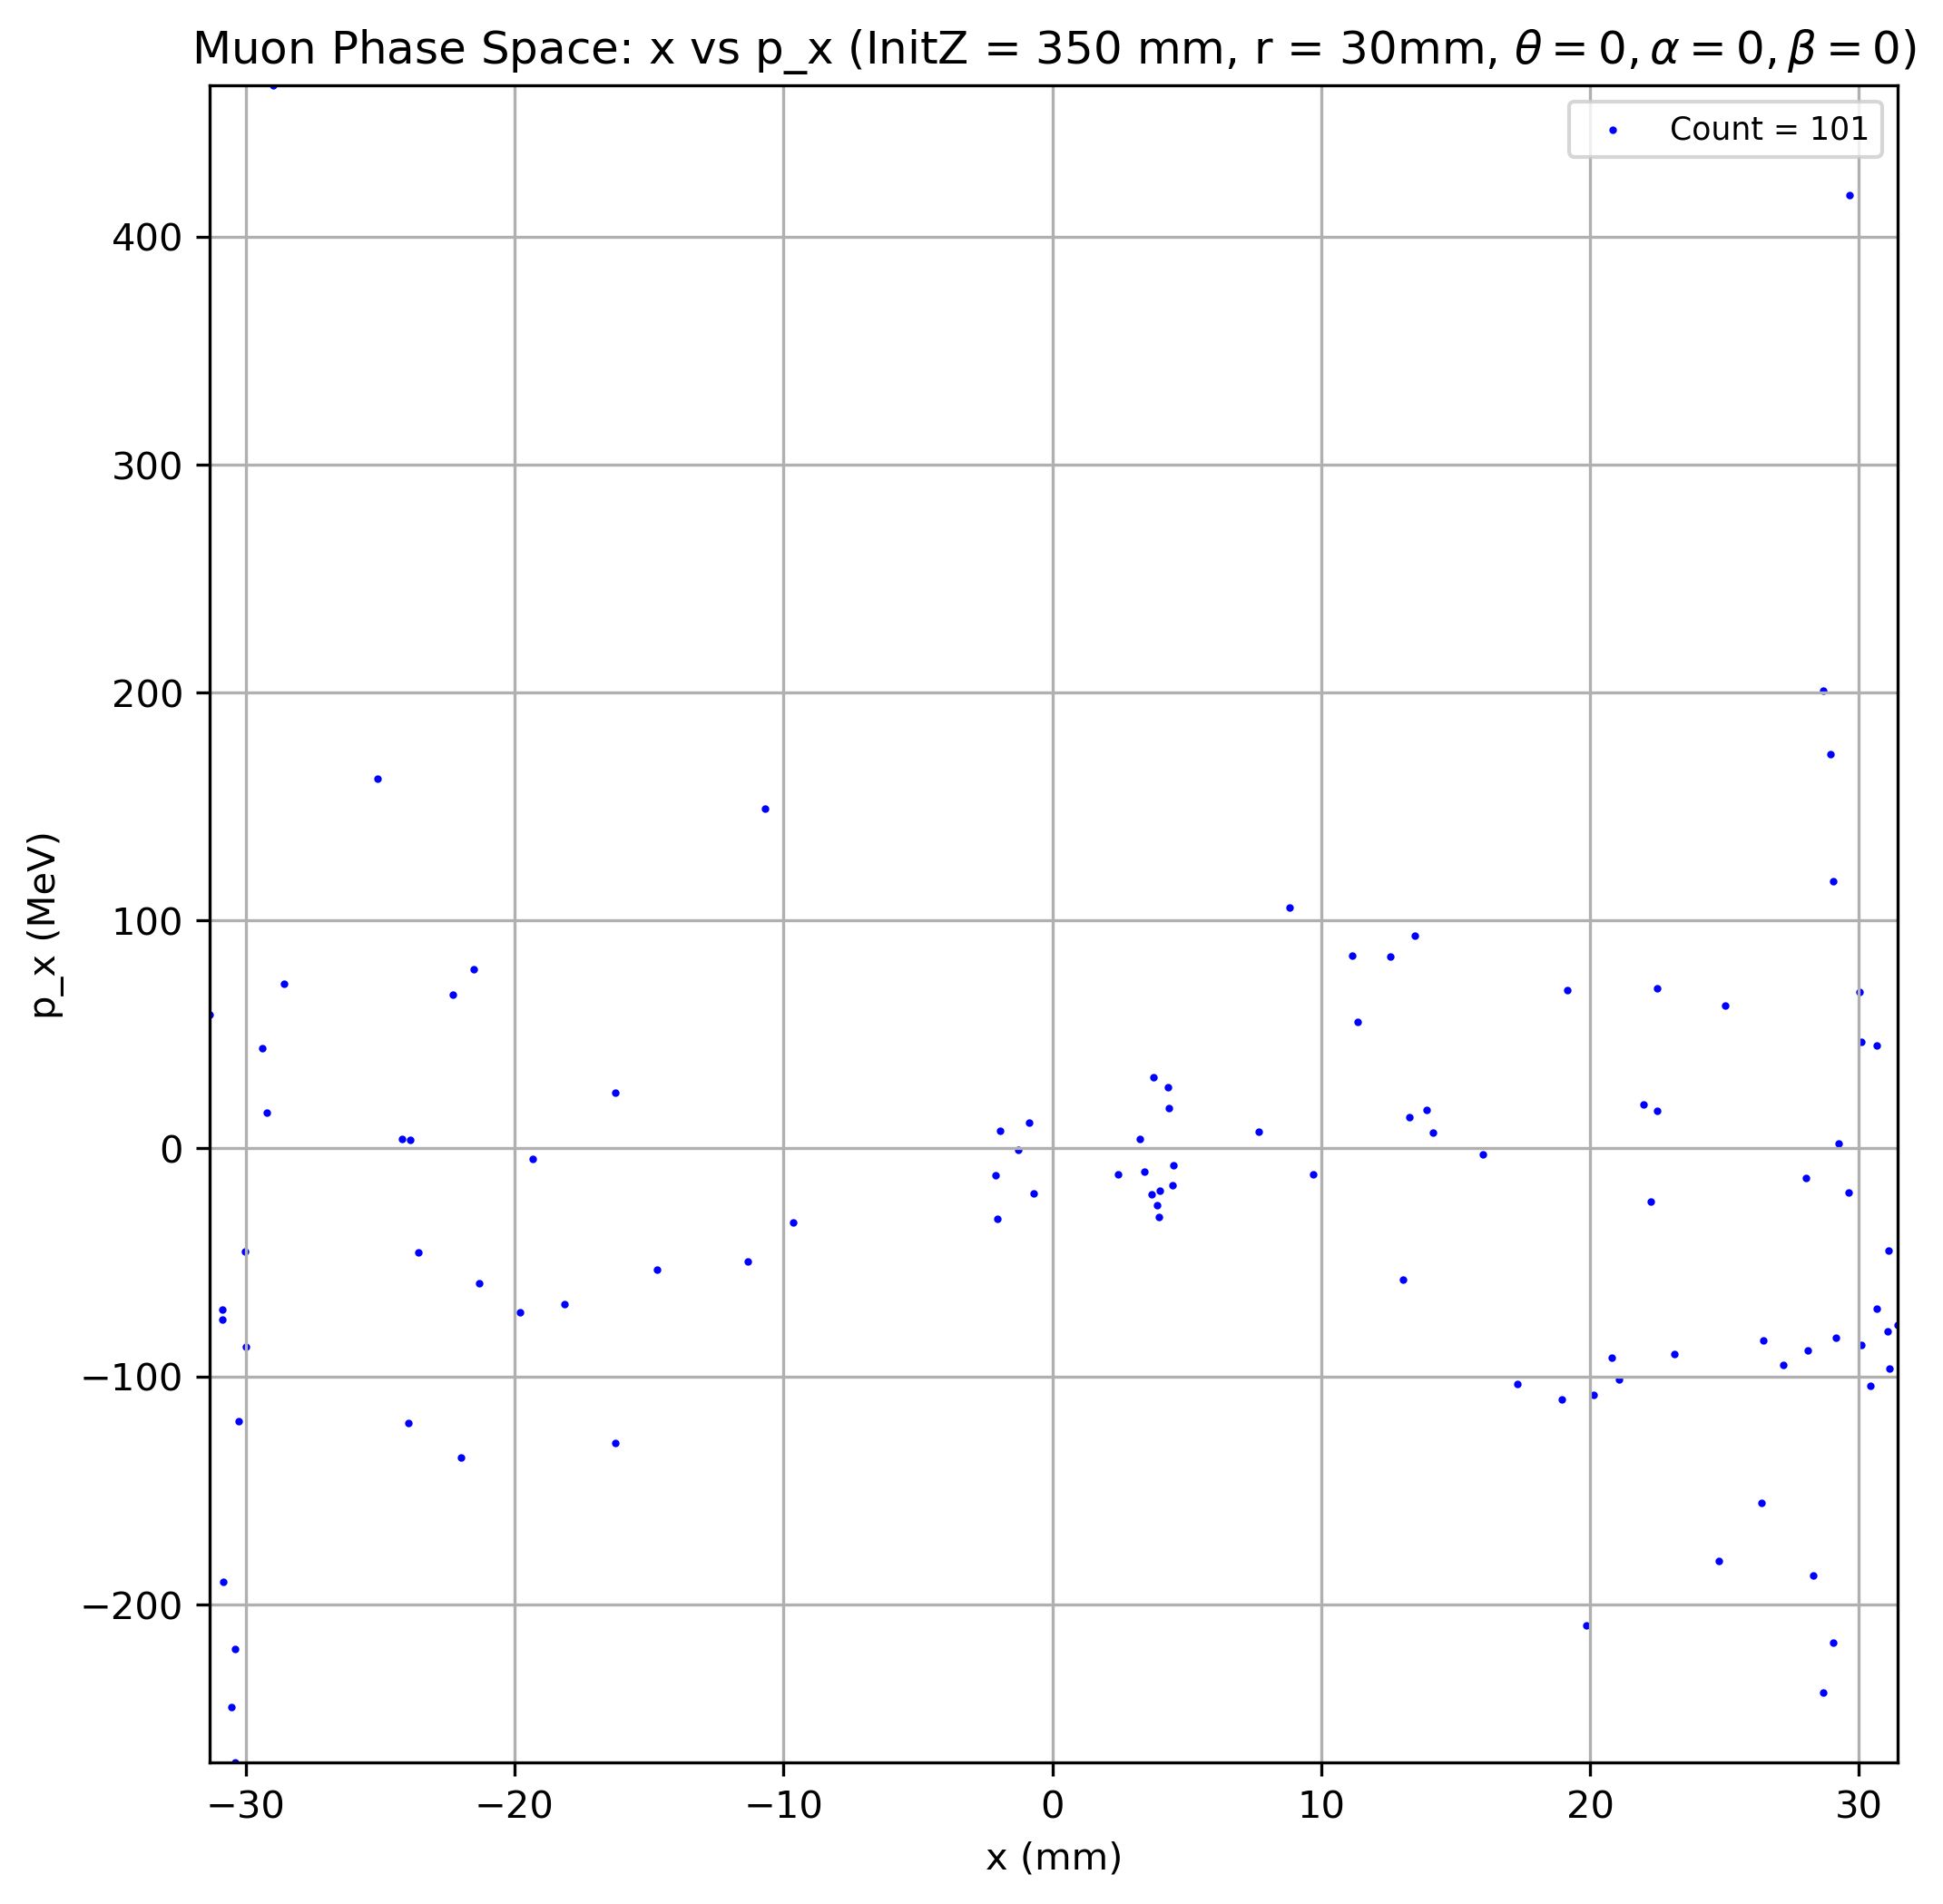 Muon Phase Space: x vs p_x (InitZ = 350 mm, r = 30mm, θ = 0, α = 0, β = 0)
Count = 101
400
300
200
100
0
−100
−200
p_x (MeV)
−30 −20 −10 0 10 20 30
x (mm)